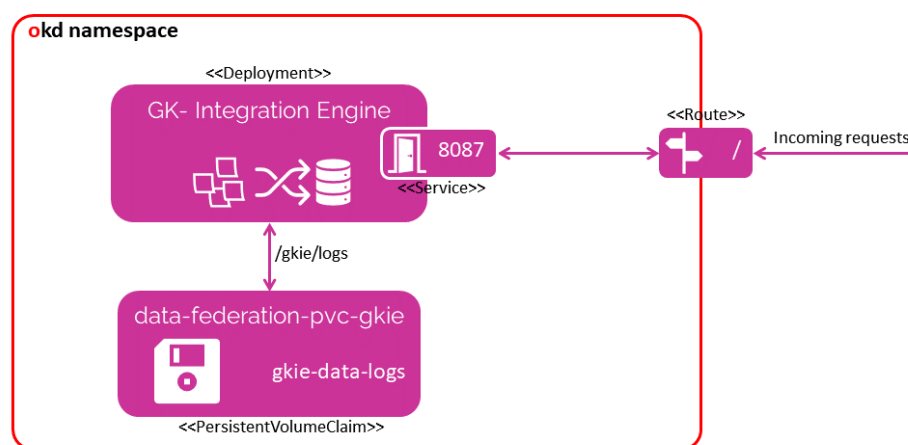 okd namespace
<<Deployment>>
GK- Integration Engine
8087
<<Service>>
<<Route>>
/
Incoming requests
/gkie/logs
data-federation-pvc-gkie
gkie-data-logs
<<PersistentVolumeClaim>>